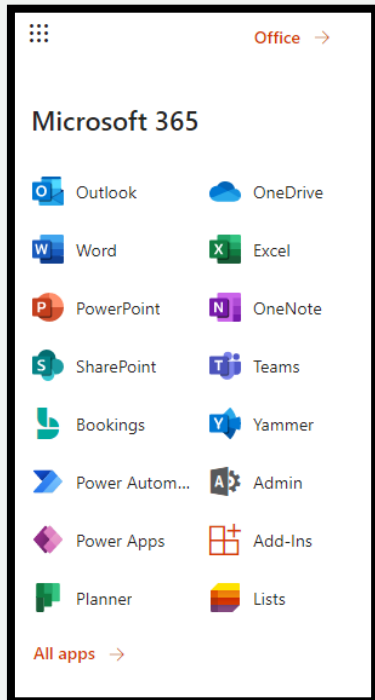 Office →
Microsoft 365
Outlook OneDrive
Word Excel
PowerPoint OneNote
SharePoint Teams
Bookings Yammer
Power Autom... Admin
Power Apps Add-Ins
Planner Lists
All apps →